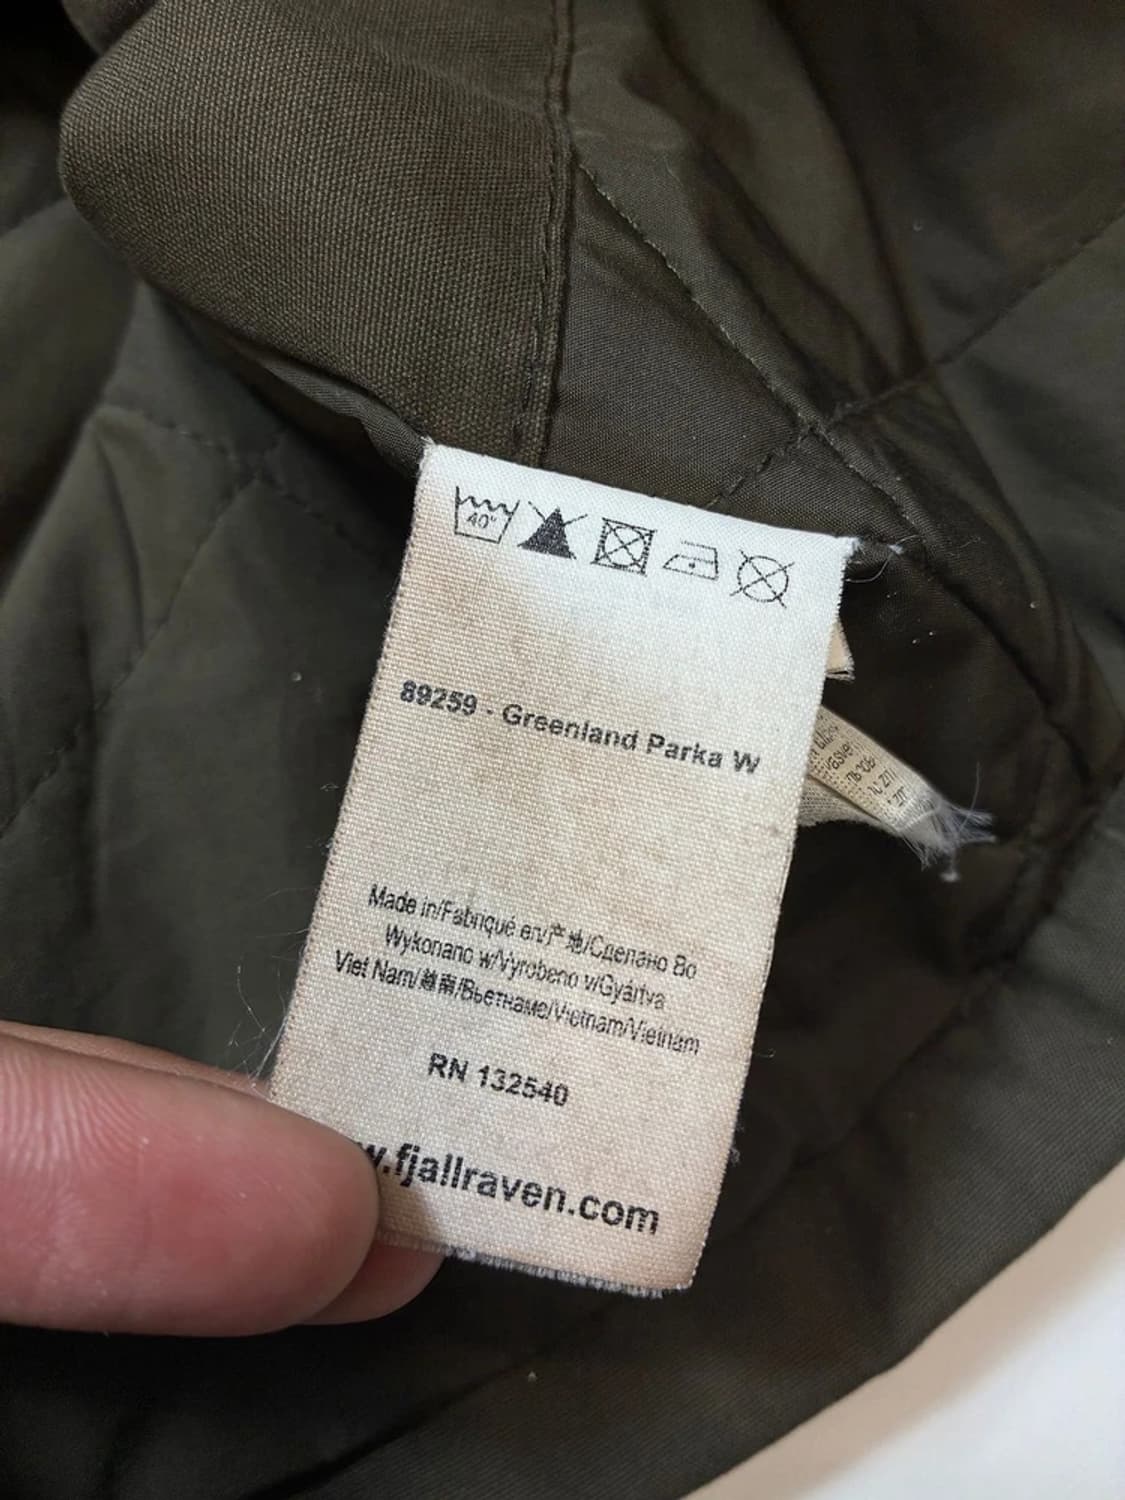 40°
89259 - Greenland Parka W
Made in/Fabriqué en/产地/Сделано Во
Wykonano w/Vyrobeno v/Gyártva
Viet Nam/越南/Вьетнаме/Vietnam/Vietnam
RN 132540
w.fjallraven.com